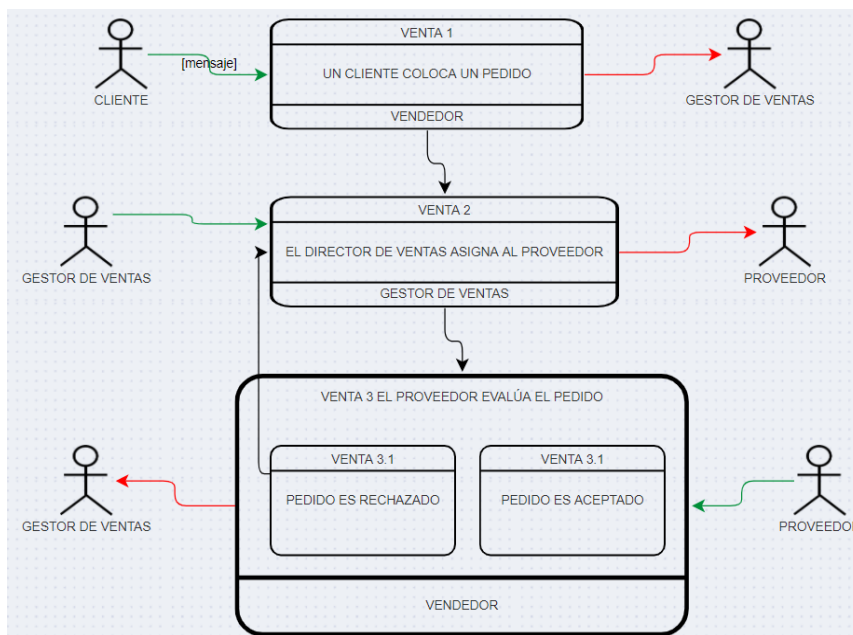 VENTA 1
[mensaje]
UN CLIENTE COLOCA UN PEDIDO
CLIENTE
GESTOR DE VENTAS
VENDEDOR
VENTA 2
EL DIRECTOR DE VENTAS ASIGNA AL PROVEEDOR
GESTOR DE VENTAS
PROVEEDOR
GESTOR DE VENTAS
VENTA 3 EL PROVEEDOR EVALÚA EL PEDIDO
VENTA 3.1
VENTA 3.1
PEDIDO ES RECHAZADO
PEDIDO ES ACEPTADO
GESTOR DE VENTAS
PROVEEDOR
VENDEDOR